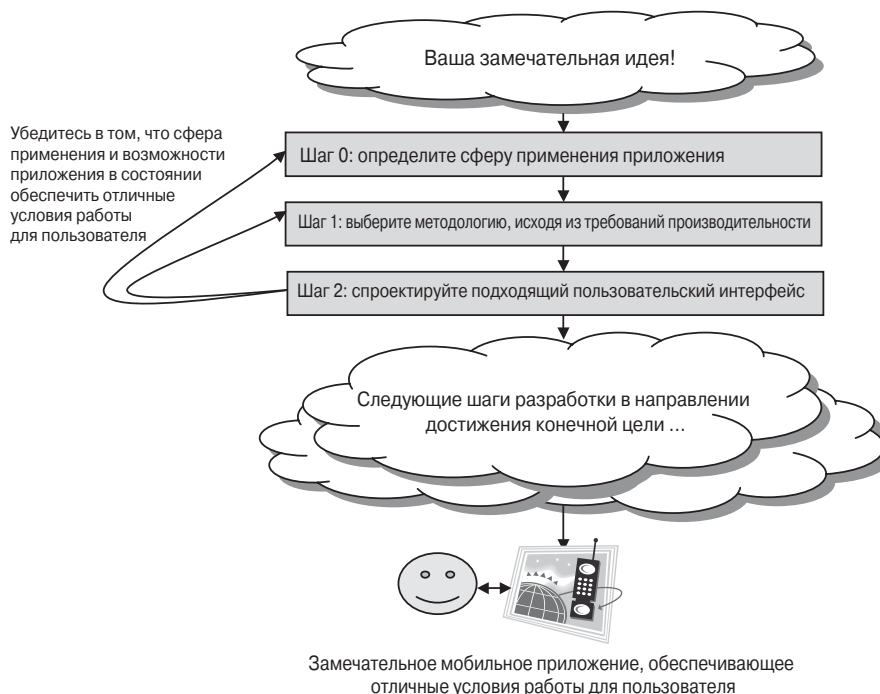 Ваша замечательная идея!
Убедитесь в том, что сфера
применения и возможности
приложения в состоянии
обеспечить отличные
условия работы
для пользователя
Шаг 0: определите сферу применения приложения
Шаг 1: выберите методологию, исходя из требований производительности
Шаг 2: спроектируйте подходящий пользовательский интерфейс
Следующие шаги разработки в направлении
достижения конечной цели ...
Замечательное мобильное приложение, обеспечивающее
отличные условия работы для пользователя